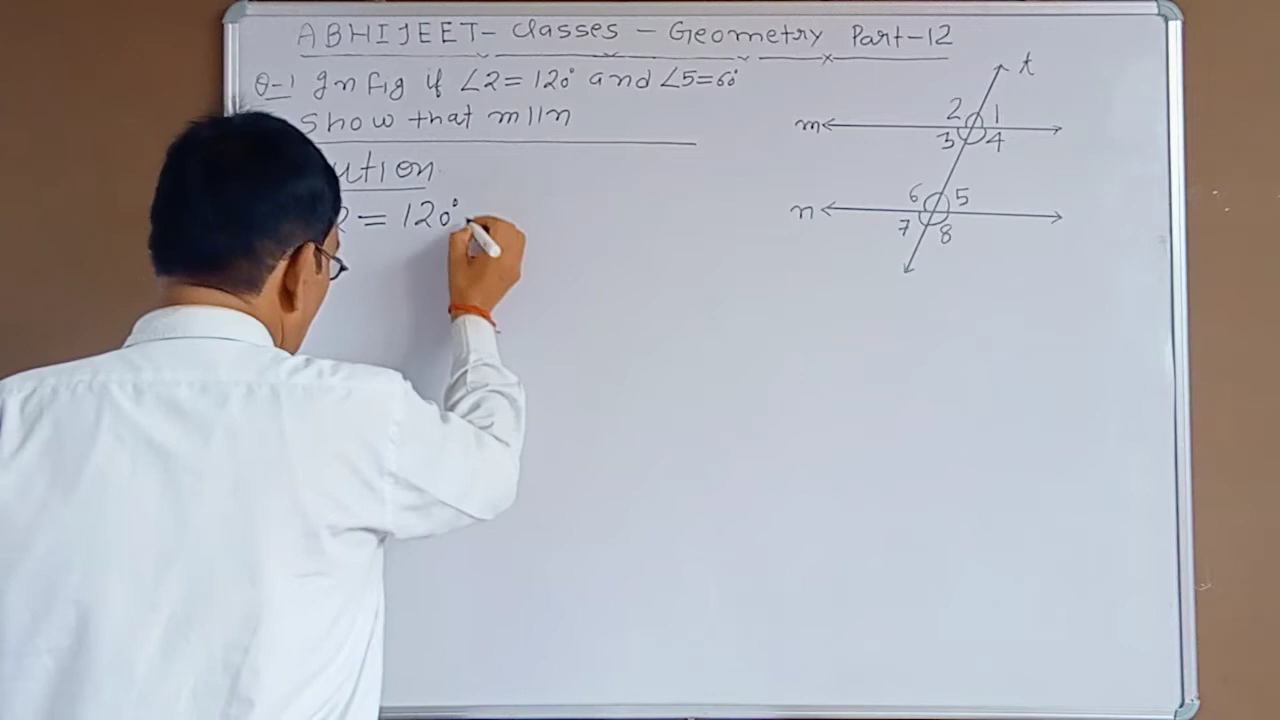 ABHIJEET- Classes - Geometry Part-12
Q-1 In Fig if ∠2 = 120° and ∠5=60°
Show that m||n
ution
2 = 120°
t
2 1
m
3 4
6 5
n
7 8